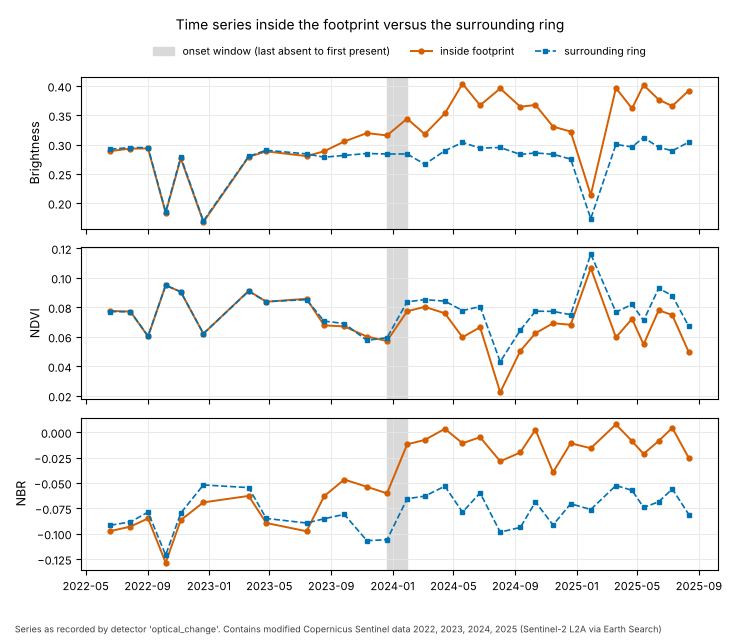 Time series inside the footprint versus the surrounding ring
onset window (last absent to first present) inside footprint surrounding ring
Brightness
0.40
0.35
0.30
0.25
0.20
NDVI
0.12
0.10
0.08
0.06
0.04
0.02
NBR
0.000
−0.025
−0.050
−0.075
−0.100
−0.125
2022-05 2022-09 2023-01 2023-05 2023-09 2024-01 2024-05 2024-09 2025-01 2025-05 2025-09
Series as recorded by detector 'optical_change'. Contains modified Copernicus Sentinel data 2022, 2023, 2024, 2025 (Sentinel-2 L2A via Earth Search)